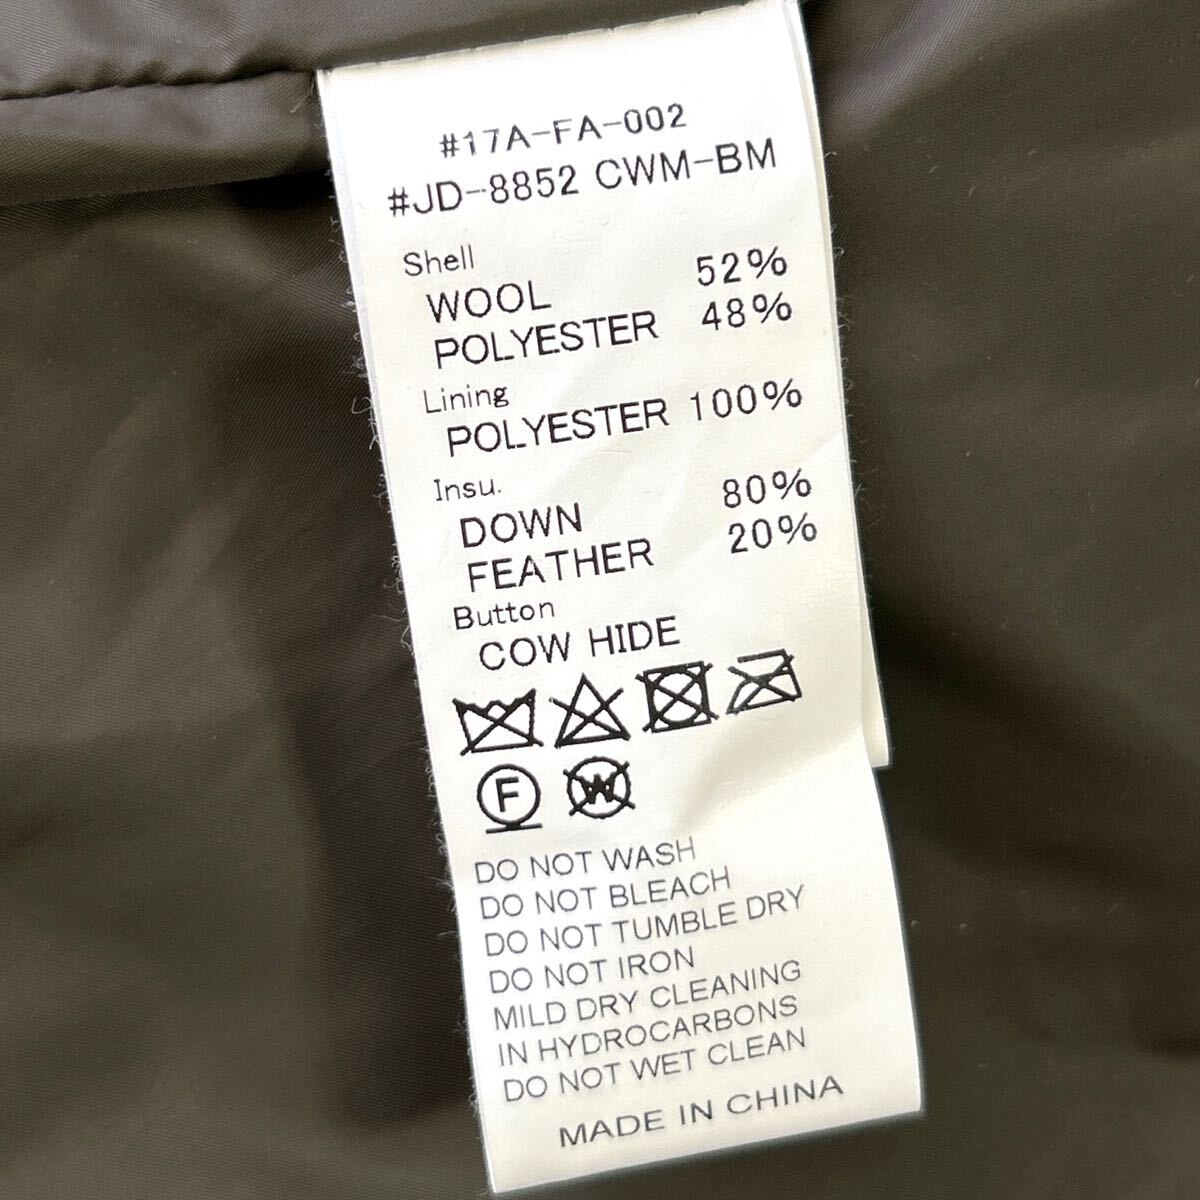 #17A-FA-002
#JD-8852 CWM-BM
Shell
WOOL 52%
POLYESTER 48%
Lining
POLYESTER 100%
Insu.
DOWN 80%
FEATHER 20%
Button
COW HIDE
F W
DO NOT WASH
DO NOT BLEACH
DO NOT TUMBLE DRY
DO NOT IRON
MILD DRY CLEANING
IN HYDROCARBONS
DO NOT WET CLEAN
MADE IN CHINA